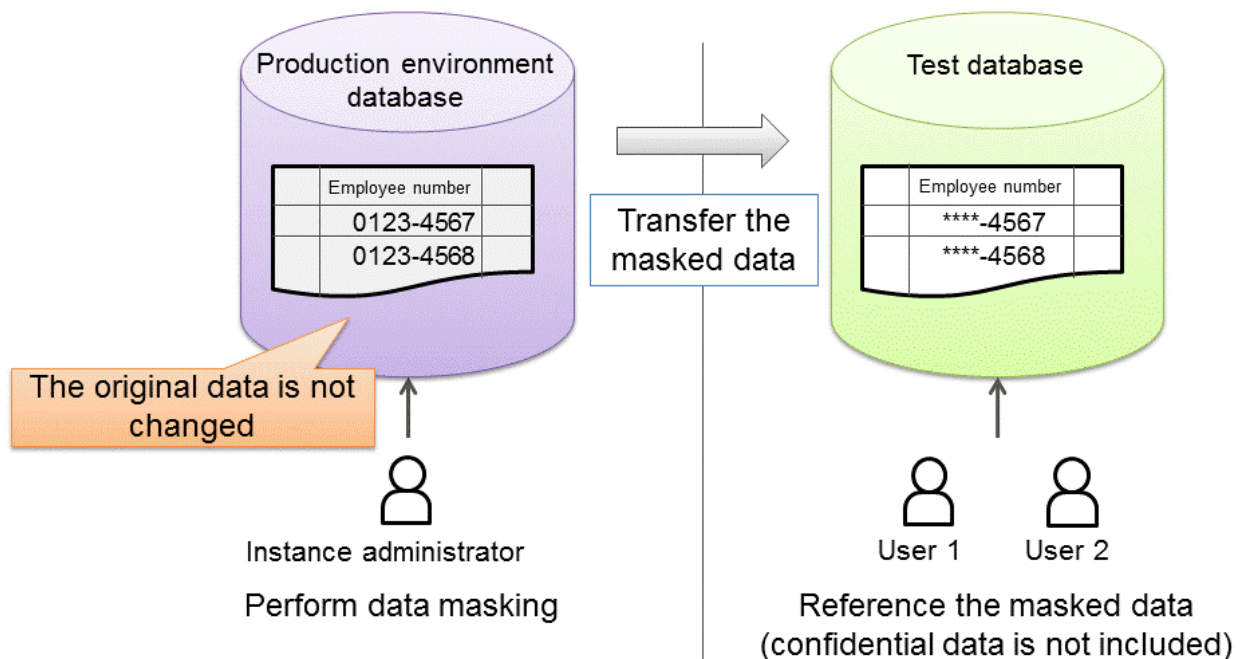 Production environment
database
Employee number
0123-4567
0123-4568
The original data is not
changed
Instance administrator
Perform data masking
Transfer the
masked data
Test database
Employee number
****-4567
****-4568
User 1
User 2
Reference the masked data
(confidential data is not included)